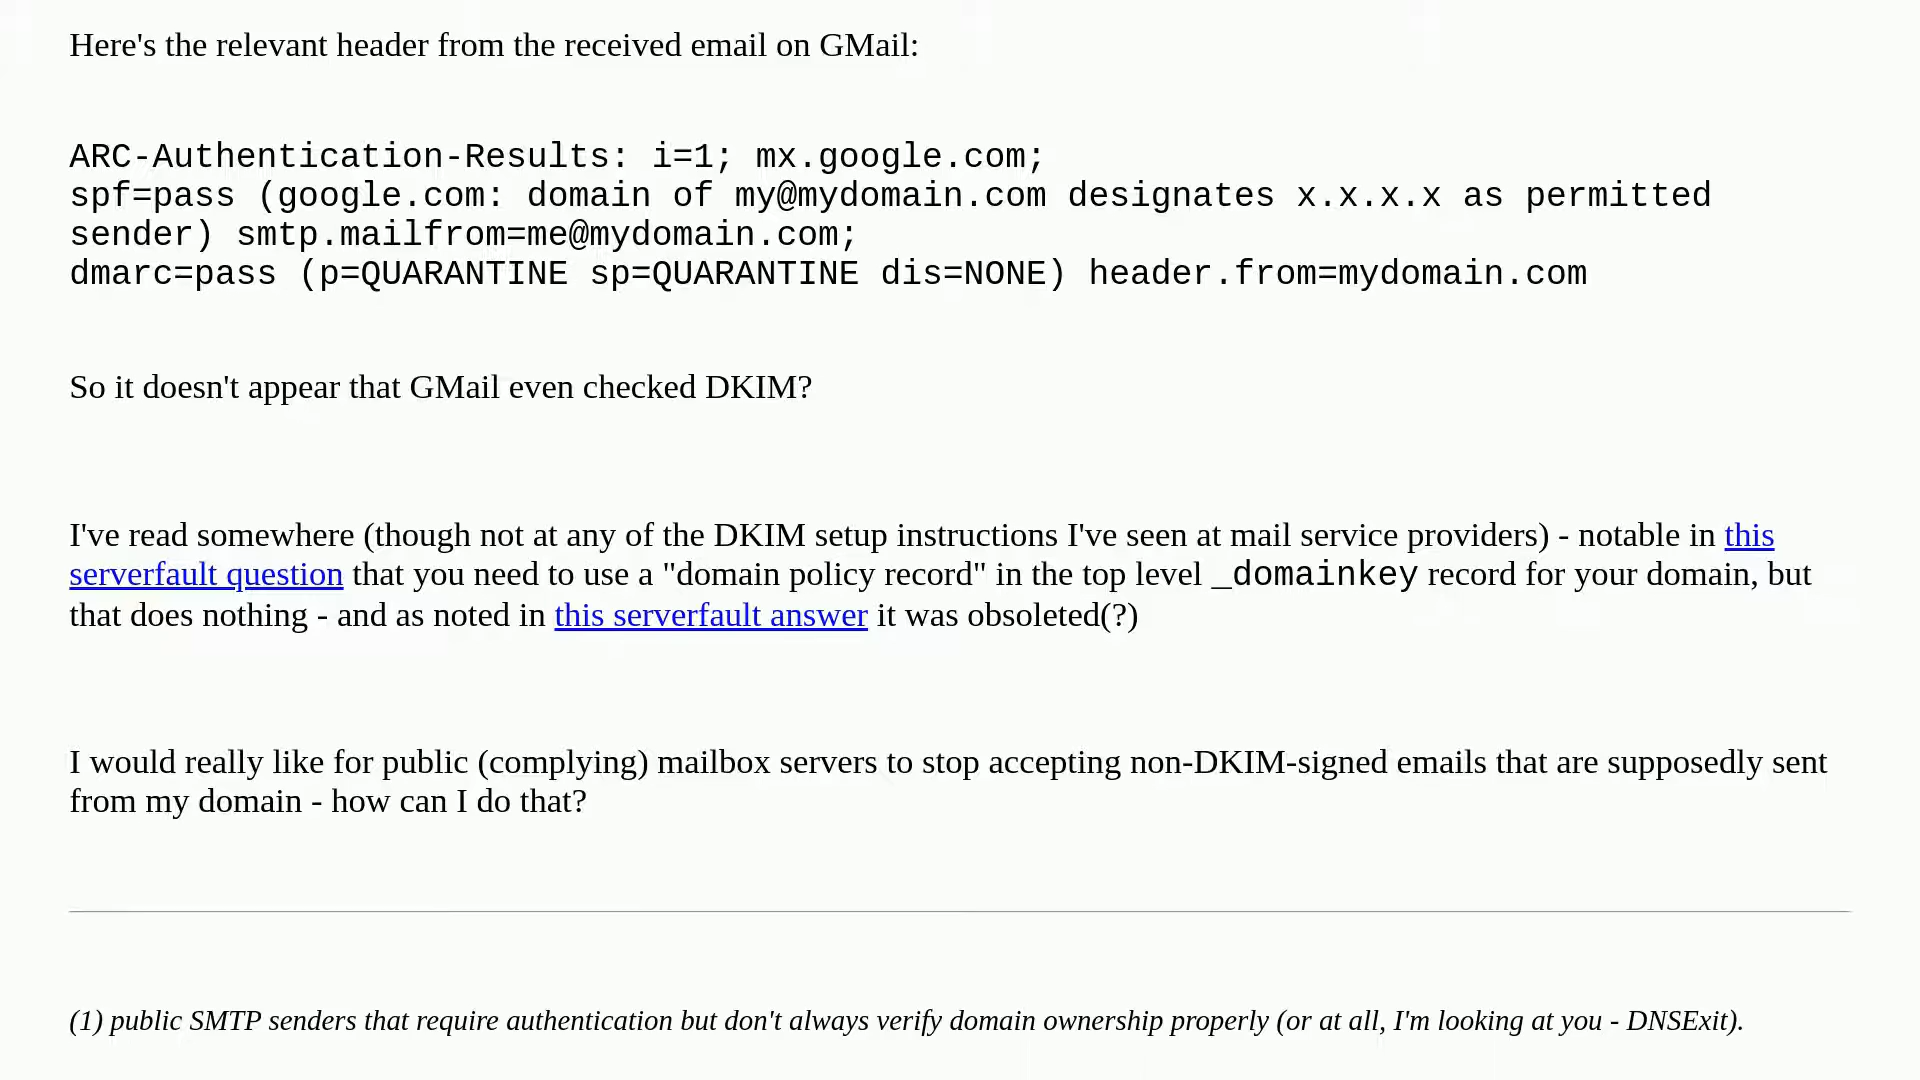 Here's the relevant header from the received email on GMail:
ARC-Authentication-Results: i=1; mx.google.com;
spf=pass (google.com: domain of my@mydomain.com designates x.x.x.x as permitted
sender) smtp.mailfrom=me@mydomain.com;
dmarc=pass (p=QUARANTINE sp=QUARANTINE dis=NONE) header.from=mydomain.com
So it doesn't appear that GMail even checked DKIM?
I've read somewhere (though not at any of the DKIM setup instructions I've seen at mail service providers) - notable in this
serverfault question that you need to use a "domain policy record" in the top level _domainkey record for your domain, but
that does nothing - and as noted in this serverfault answer it was obsoleted(?)
I would really like for public (complying) mailbox servers to stop accepting non-DKIM-signed emails that are supposedly sent
from my domain - how can I do that?
(1) public SMTP senders that require authentication but don't always verify domain ownership properly (or at all, I'm looking at you - DNSExit).